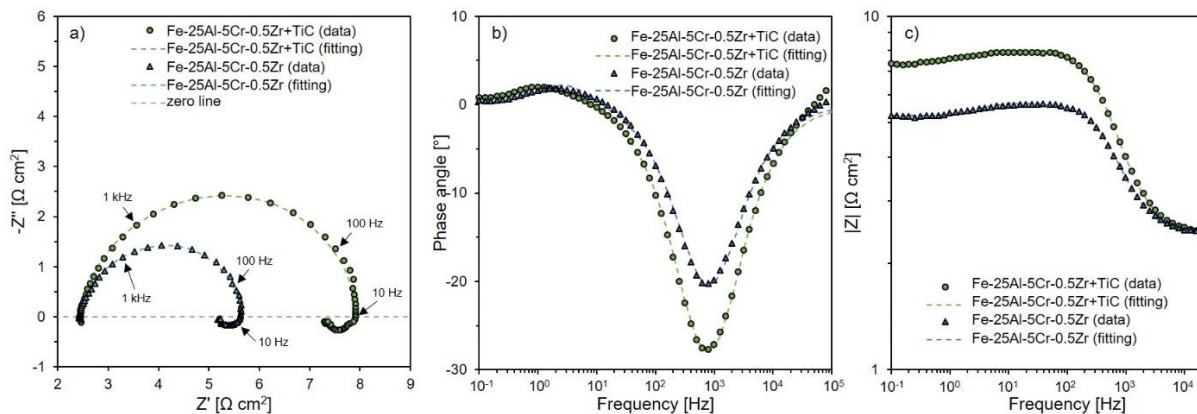 a)
Fe-25Al-5Cr-0.5Zr+TiC (data)
Fe-25Al-5Cr-0.5Zr+TiC (fitting)
Fe-25Al-5Cr-0.5Zr (data)
Fe-25Al-5Cr-0.5Zr (fitting)
zero line
6
5
4
3
2
1
0
-1
-Z'' [Ω cm²]
1 kHz
100 Hz
10 Hz
1 kHz
100 Hz
10 Hz
2 3 4 5 6 7 8 9
Z' [Ω cm²]
b)
Fe-25Al-5Cr-0.5Zr+TiC (data)
Fe-25Al-5Cr-0.5Zr+TiC (fitting)
Fe-25Al-5Cr-0.5Zr (data)
Fe-25Al-5Cr-0.5Zr (fitting)
10
0
-10
-20
-30
Phase angle [°]
10⁻¹ 10⁰ 10¹ 10² 10³ 10⁴ 10⁵
Frequency [Hz]
c)
10
1
|Z| [Ω cm²]
Fe-25Al-5Cr-0.5Zr+TiC (data)
Fe-25Al-5Cr-0.5Zr+TiC (fitting)
Fe-25Al-5Cr-0.5Zr (data)
Fe-25Al-5Cr-0.5Zr (fitting)
10⁻¹ 10⁰ 10¹ 10² 10³ 10⁴
Frequency [Hz]